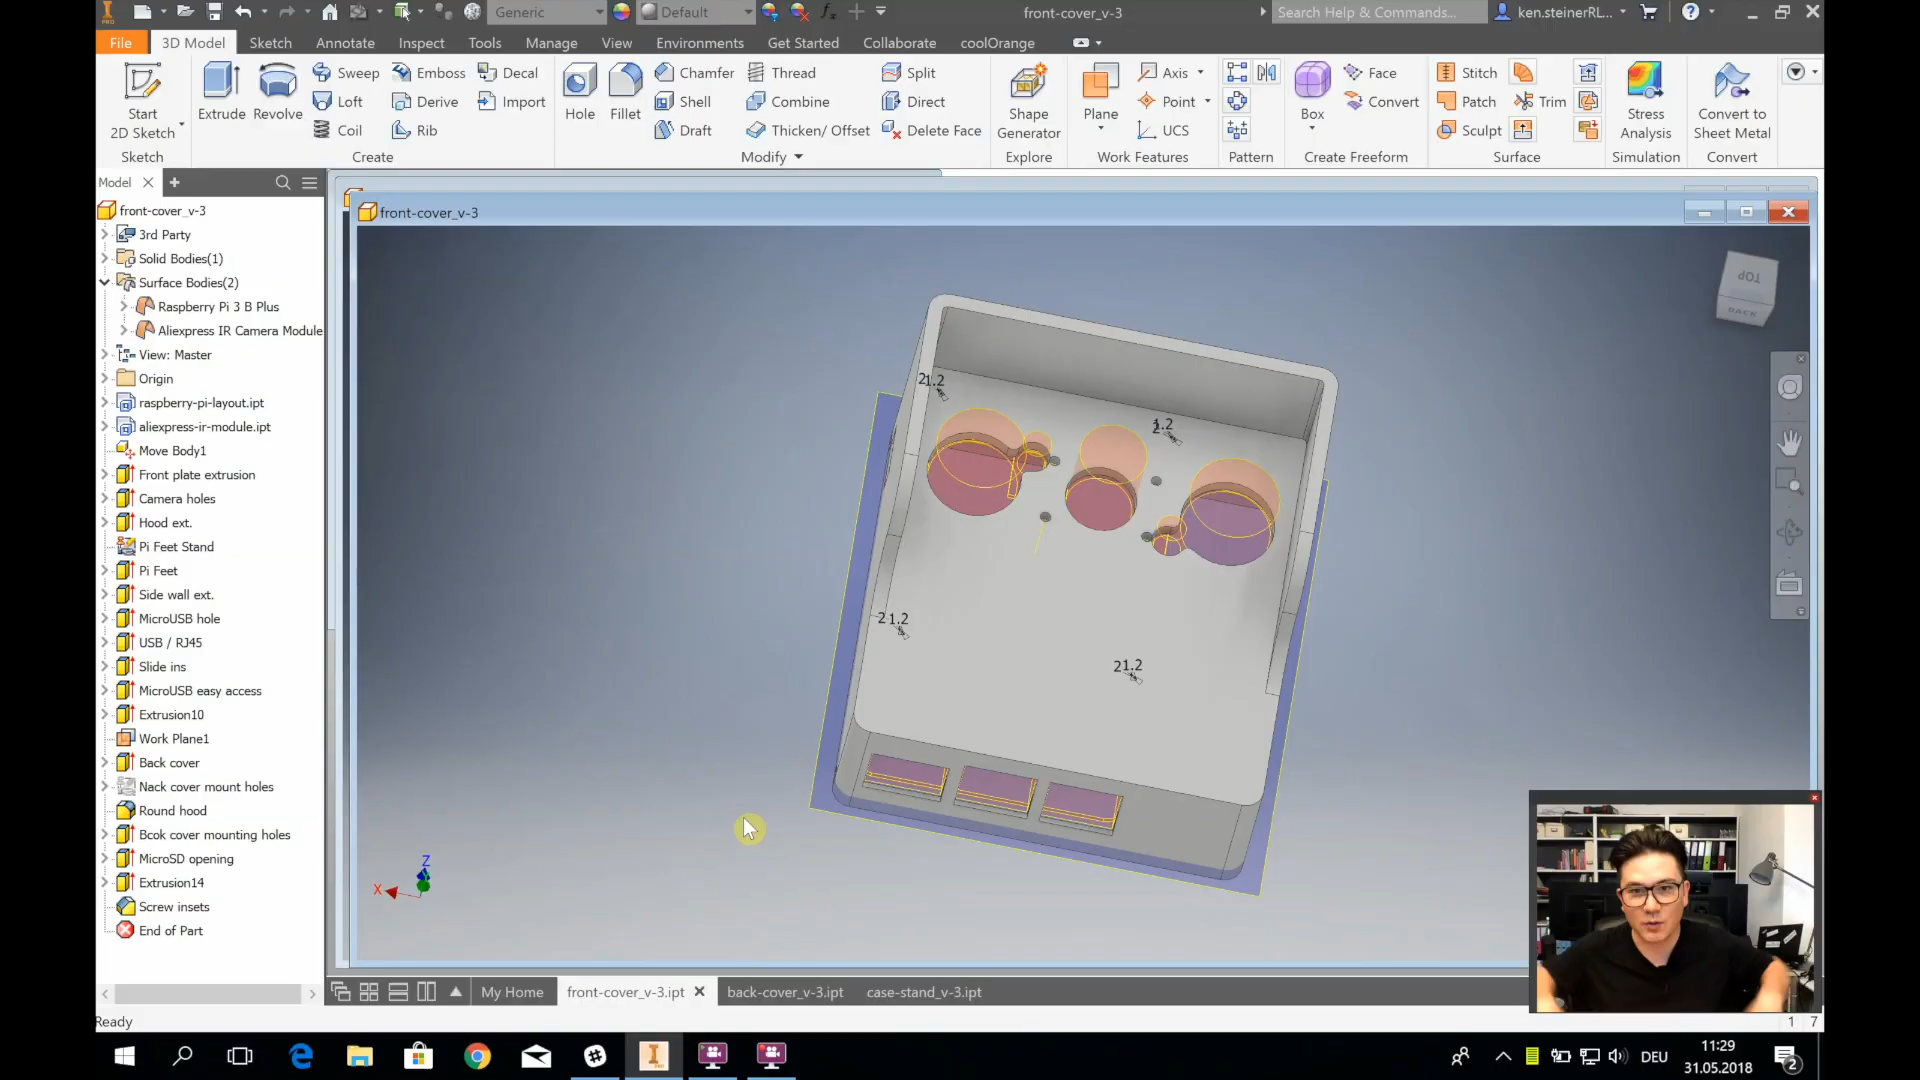 Generic
Default
front-cover_v-3
Search Help & Commands...
ken.steinerRL...
File
3D Model
Sketch
Annotate
Inspect
Tools
Manage
View
Environments
Get Started
Collaborate
coolOrange
Start
2D Sketch
Sketch
Extrude
Revolve
Sweep
Loft
Coil
Emboss
Derive
Rib
Decal
Import
Create
Hole
Fillet
Chamfer
Shell
Draft
Thread
Combine
Thicken/ Offset
Split
Direct
Delete Face
Modify
Shape
Generator
Explore
Plane
Axis
Point
UCS
Work Features
Pattern
Box
Face
Convert
Create Freeform
Stitch
Patch
Sculpt
Trim
Surface
Stress
Analysis
Simulation
Convert to
Sheet Metal
Convert
Model
front-cover_v-3
3rd Party
Solid Bodies(1)
Surface Bodies(2)
Raspberry Pi 3 B Plus
Aliexpress IR Camera Module
View: Master
Origin
raspberry-pi-layout.ipt
aliexpress-ir-module.ipt
Move Body1
Front plate extrusion
Camera holes
Hood ext.
Pi Feet Stand
Pi Feet
Side wall ext.
MicroUSB hole
USB / RJ45
Slide ins
MicroUSB easy access
Extrusion10
Work Plane1
Back cover
Nack cover mount holes
Round hood
Bcok cover mounting holes
MicroSD opening
Extrusion14
Screw insets
End of Part
front-cover_v-3
TOP
BACK
21.2
21.2
21.2
Z
X
My Home
front-cover_v-3.ipt
back-cover_v-3.ipt
case-stand_v-3.ipt
Ready
1 7
DEU
11:29
31.05.2018
2